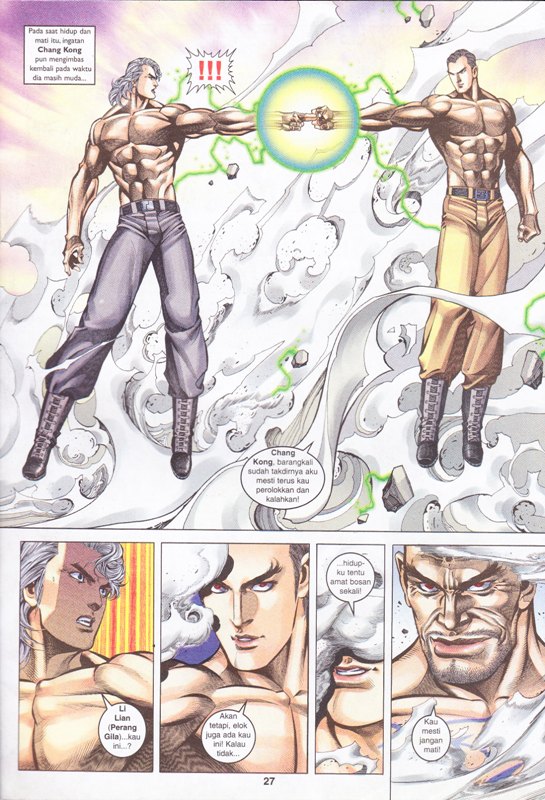 Pada saat hidup dan
mati itu, ingatan
Chang Kong
pun mengimbas
kembali pada waktu
dia masih muda...
!!!
Chang
Kong, barangkali
sudah takdirnya aku
mesti terus kau
perolokkan dan
kalahkan!
Li
Lian
(Perang
Gila)...kau
ini...?
Akan
tetapi, elok
juga ada kau
ini! Kalau
tidak...
...hidup-
ku tentu
amat bosan
sekali!
Kau
mesti
jangan
mati!
27